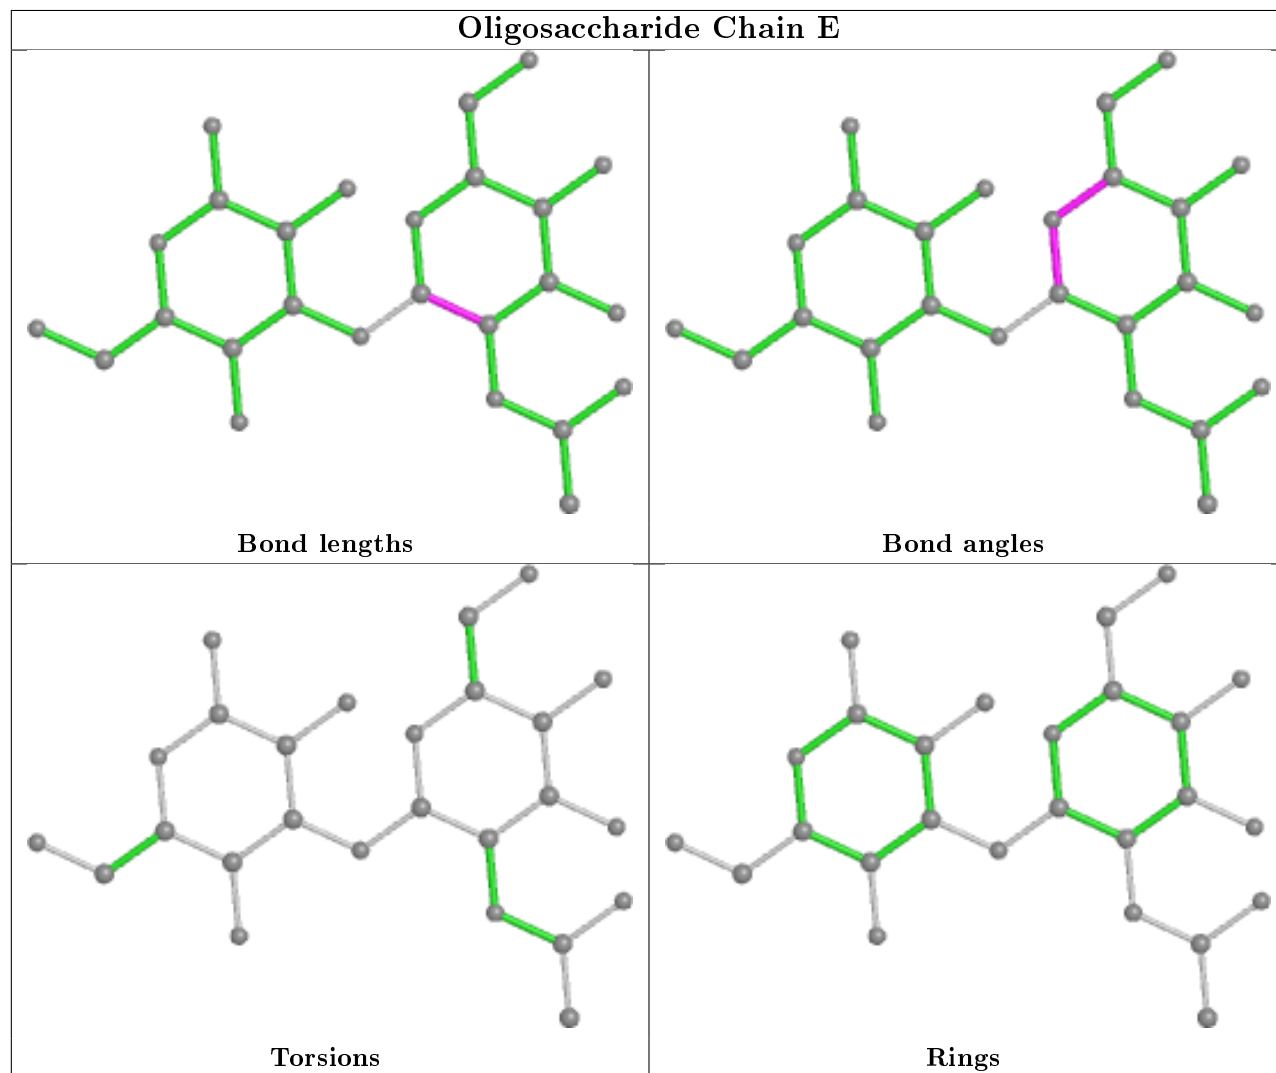 Oligosaccharide Chain E
Bond lengths
Bond angles
Torsions
Rings